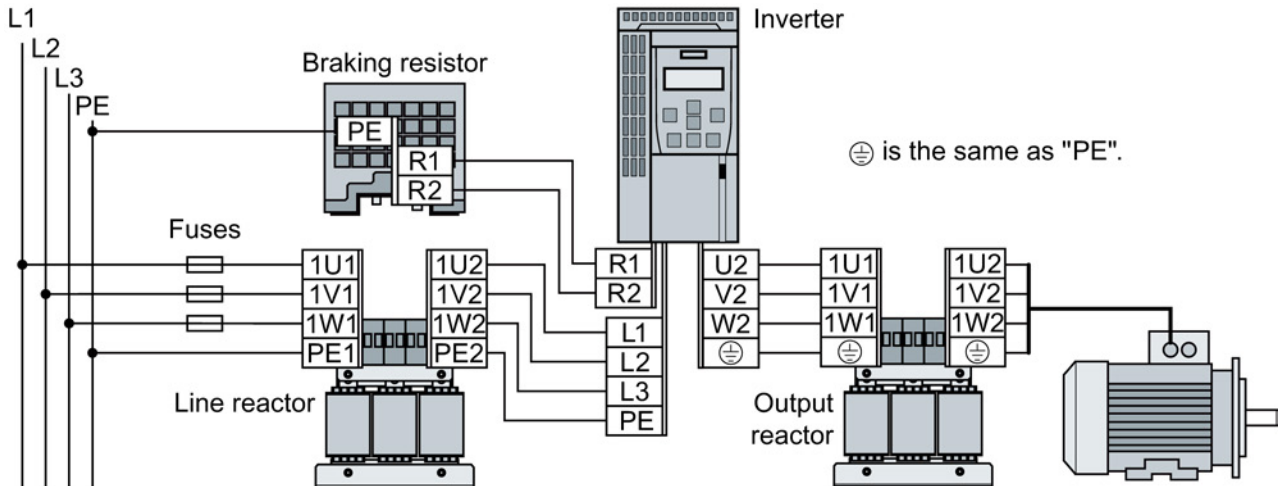 L1
L2
L3
PE
Braking resistor
PE
R1
R2
Inverter
⏚ is the same as "PE".
Fuses
1U1
1V1
1W1
PE1
1U2
1V2
1W2
PE2
Line reactor
R1
R2
L1
L2
L3
PE
U2
V2
W2
⏚
1U1
1V1
1W1
⏚
1U2
1V2
1W2
⏚
Output
reactor